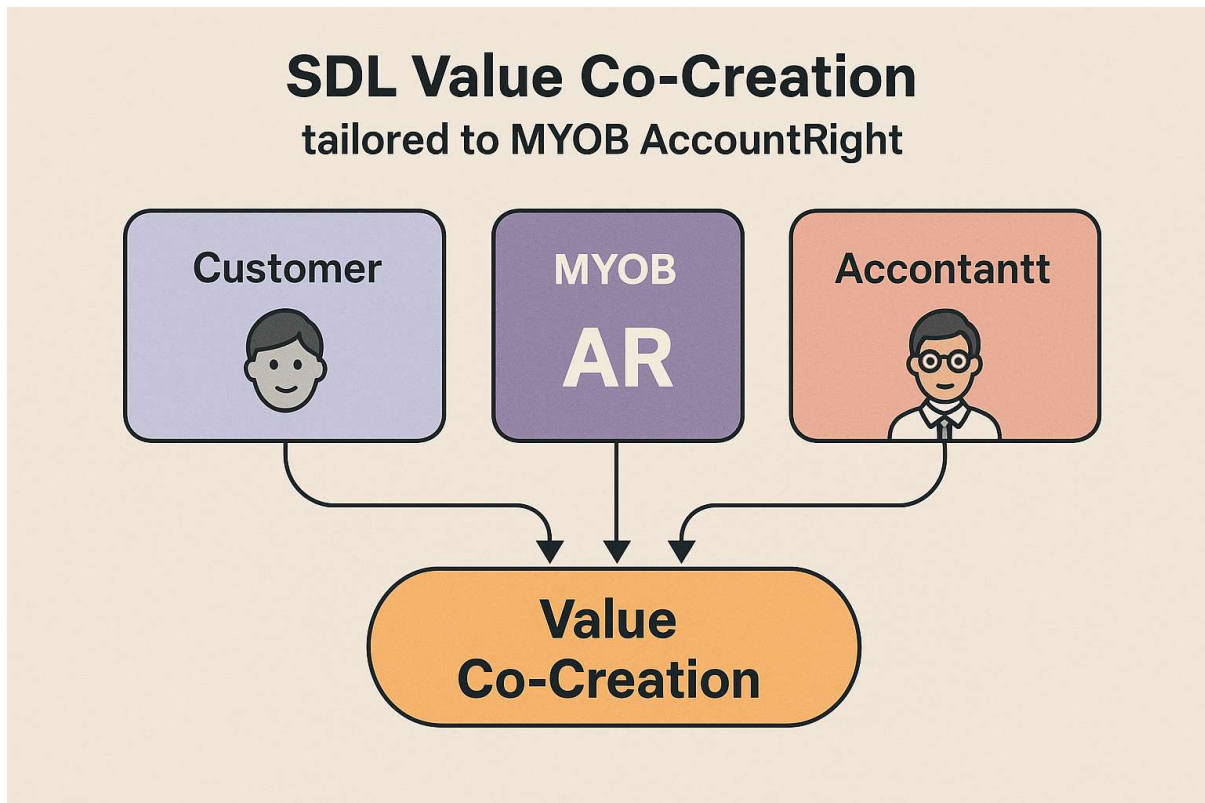 SDL Value Co-Creation
tailored to MYOB AccountRight
Customer
MYOB
AR
Accontantt
Value
Co-Creation